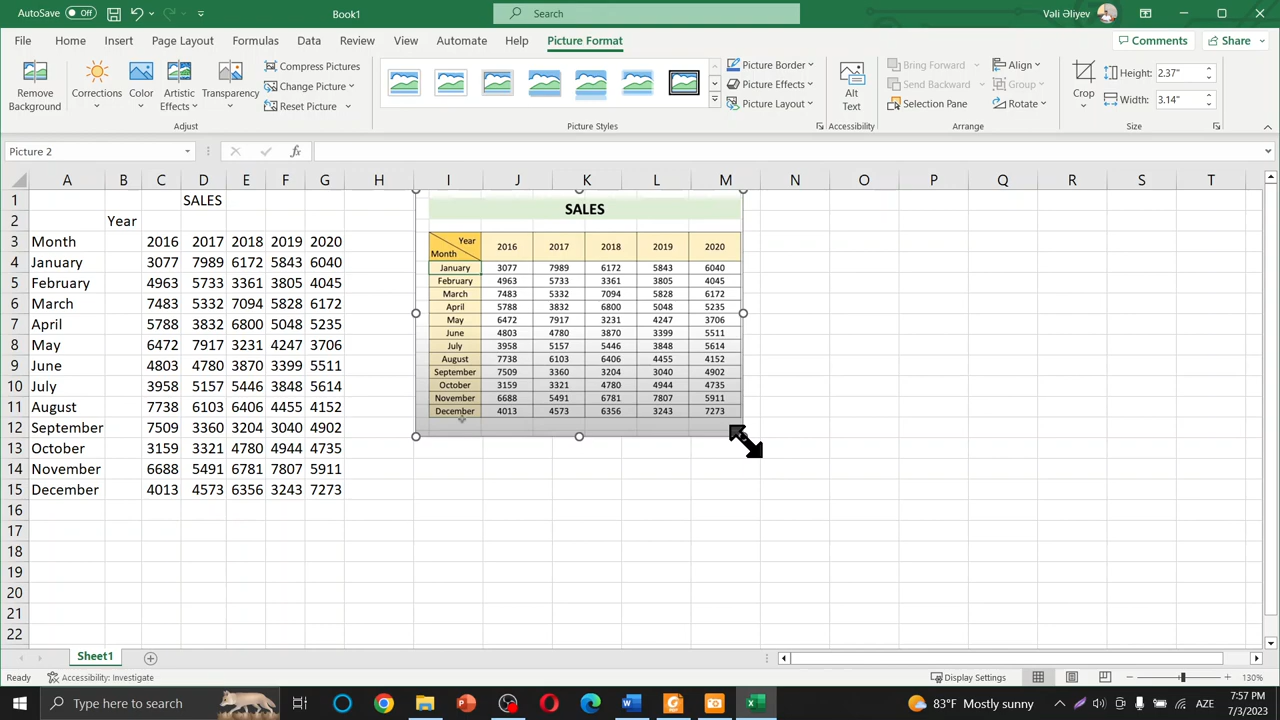 AutoSave Off Book1 Search Vəli Əliyev
File Home Insert Page Layout Formulas Data Review View Automate Help Picture Format Comments Share
Remove Background Corrections Color Artistic Effects Transparency Compress Pictures Change Picture Reset Picture
Picture Border Picture Effects Picture Layout Alt Text
Bring Forward Send Backward Selection Pane Align Group Rotate Crop Height: 2.37" Width: 3.14"
Adjust Picture Styles Accessibility Arrange Size
Picture 2 fx
A B C D E F G H I J K L M N O P Q R S T
1 SALES
2 Year
3 Month 2016 2017 2018 2019 2020
4 January 3077 7989 6172 5843 6040
5 February 4963 5733 3361 3805 4045
6 March 7483 5332 7094 5828 6172
7 April 5788 3832 6800 5048 5235
8 May 6472 7917 3231 4247 3706
9 June 4803 4780 3870 3399 5511
10 July 3958 5157 5446 3848 5614
11 August 7738 6103 6406 4455 4152
12 September 7509 3360 3204 3040 4902
13 October 3159 3321 4780 4944 4735
14 November 6688 5491 6781 7807 5911
15 December 4013 4573 6356 3243 7273
16
17
18
19
20
21
22
SALES
Year Month 2016 2017 2018 2019 2020
January 3077 7989 6172 5843 6040
February 4963 5733 3361 3805 4045
March 7483 5332 7094 5828 6172
April 5788 3832 6800 5048 5235
May 6472 7917 3231 4247 3706
June 4803 4780 3870 3399 5511
July 3958 5157 5446 3848 5614
August 7738 6103 6406 4455 4152
September 7509 3360 3204 3040 4902
October 3159 3321 4780 4944 4735
November 6688 5491 6781 7807 5911
December 4013 4573 6356 3243 7273
Sheet1
Ready Accessibility: Investigate Display Settings 130%
Type here to search 83°F Mostly sunny AZE 7:57 PM
7/3/2023